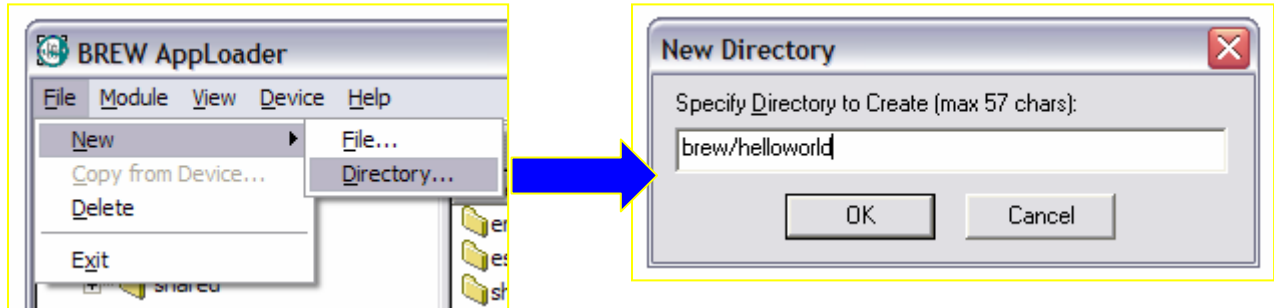 BREW AppLoader
File Module View Device Help
New
File...
Copy from Device...
Directory...
Delete
Exit
shared
New Directory
Specify Directory to Create (max 57 chars):
brew/helloworld
OK Cancel